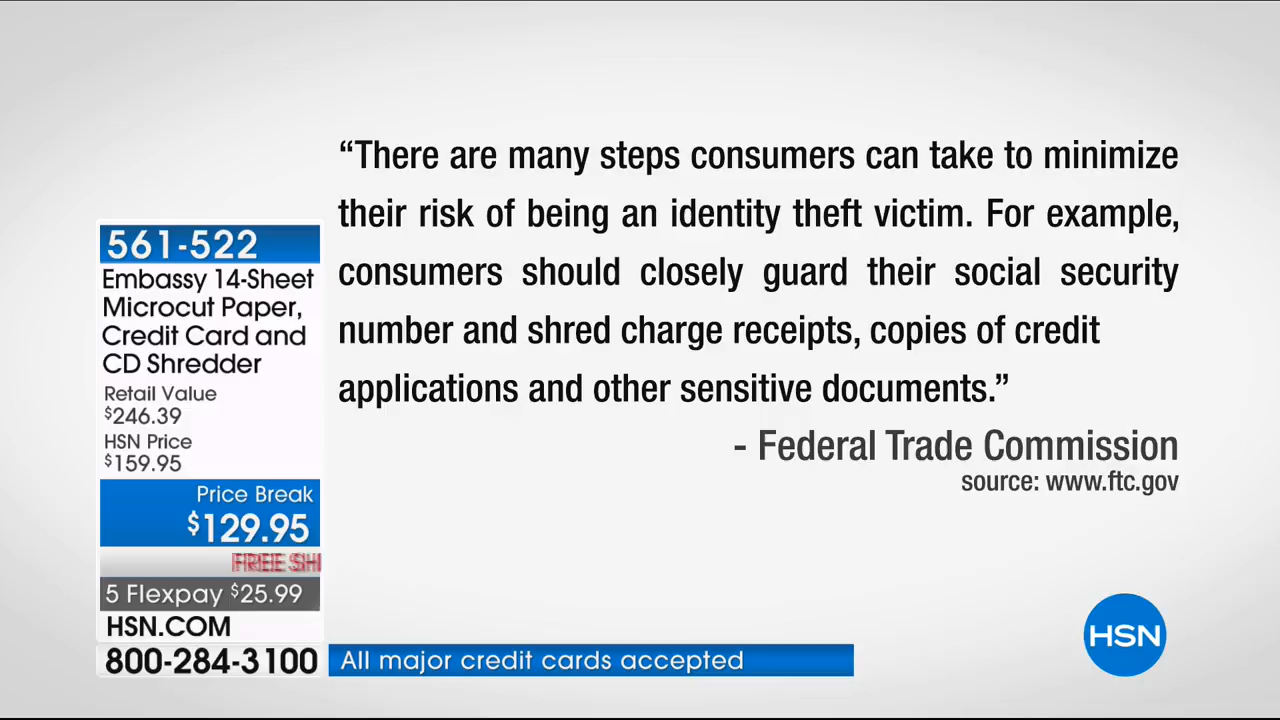 “There are many steps consumers can take to minimize
their risk of being an identity theft victim. For example,
consumers should closely guard their social security
number and shred charge receipts, copies of credit
applications and other sensitive documents.”
- Federal Trade Commission
source: www.ftc.gov
561-522
Embassy 14-Sheet
Microcut Paper,
Credit Card and
CD Shredder
Retail Value
$246.39
HSN Price
$159.95
Price Break
$129.95
FREE SH
5 Flexpay $25.99
HSN.COM
800-284-3100
All major credit cards accepted
HSN